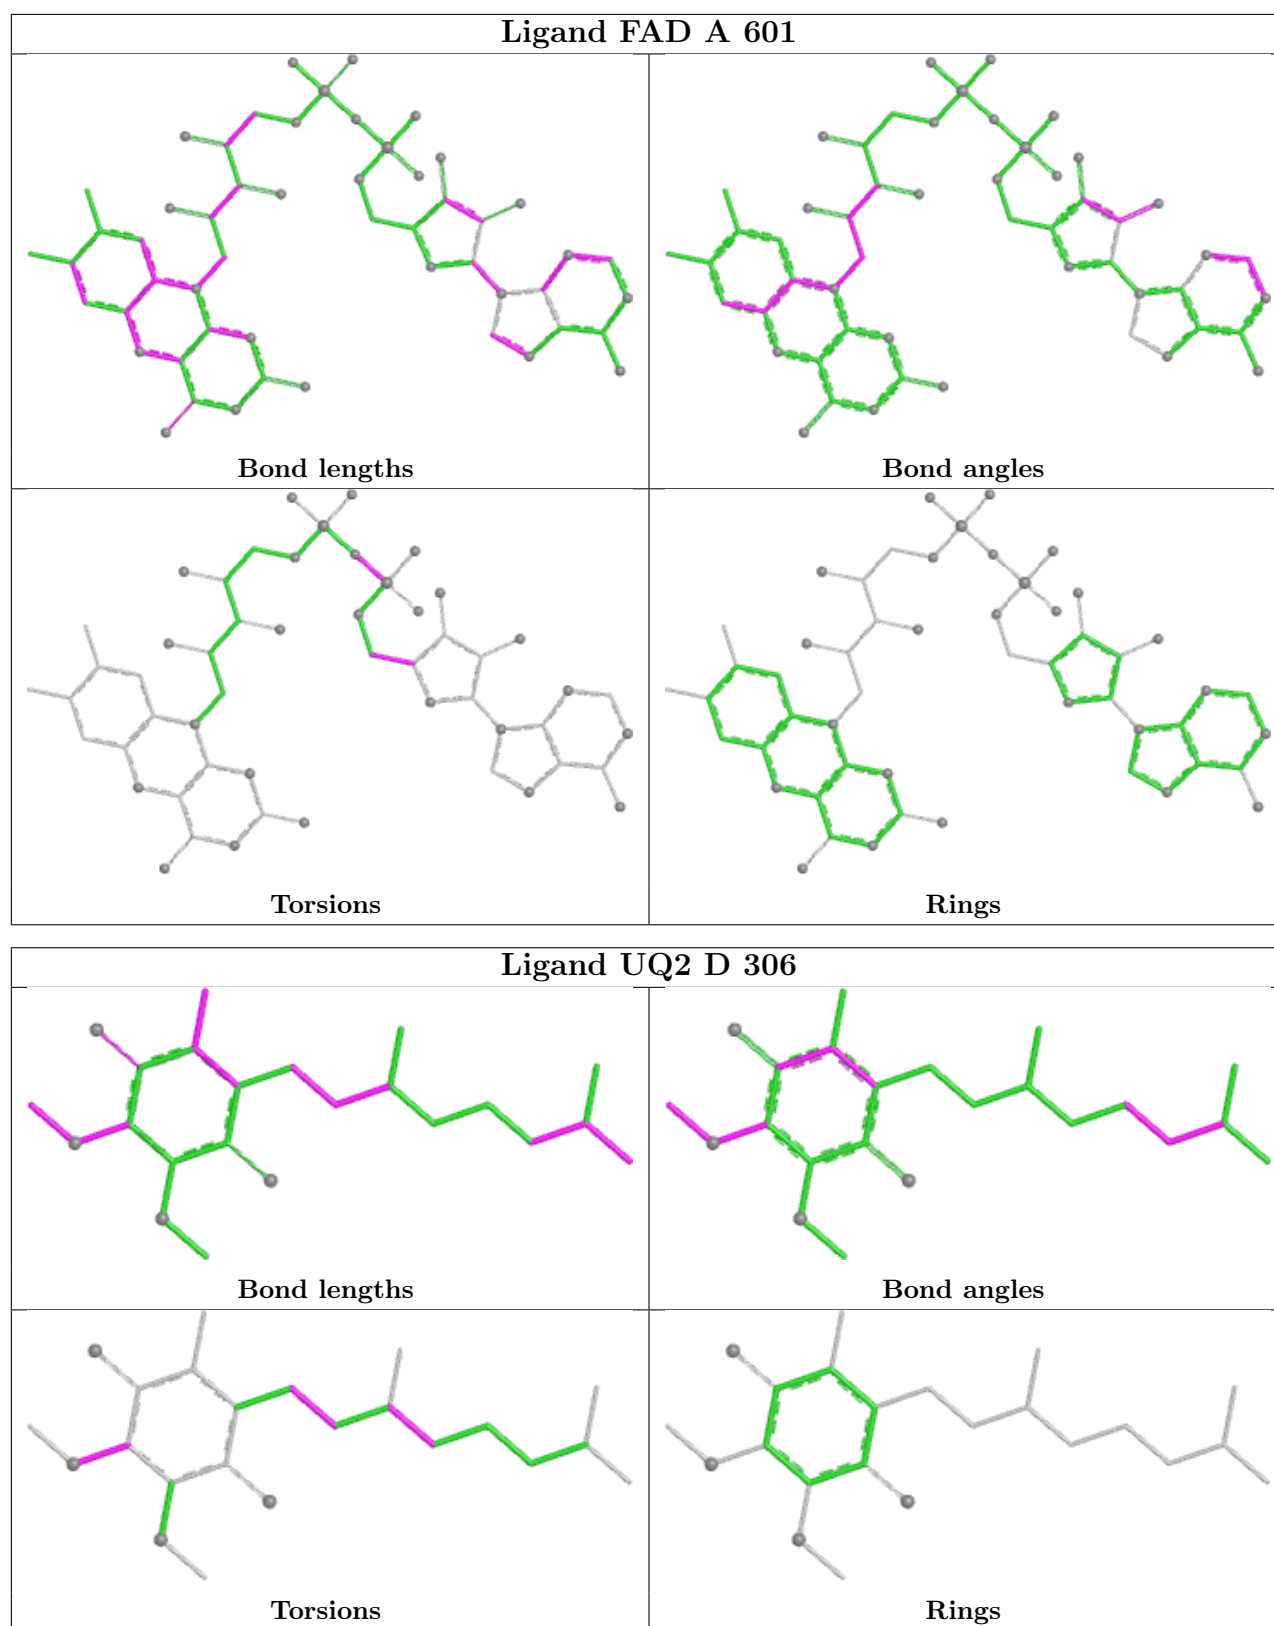 Ligand FAD A 601
Bond lengths
Bond angles
Torsions
Rings
Ligand UQ2 D 306
Bond lengths
Bond angles
Torsions
Rings